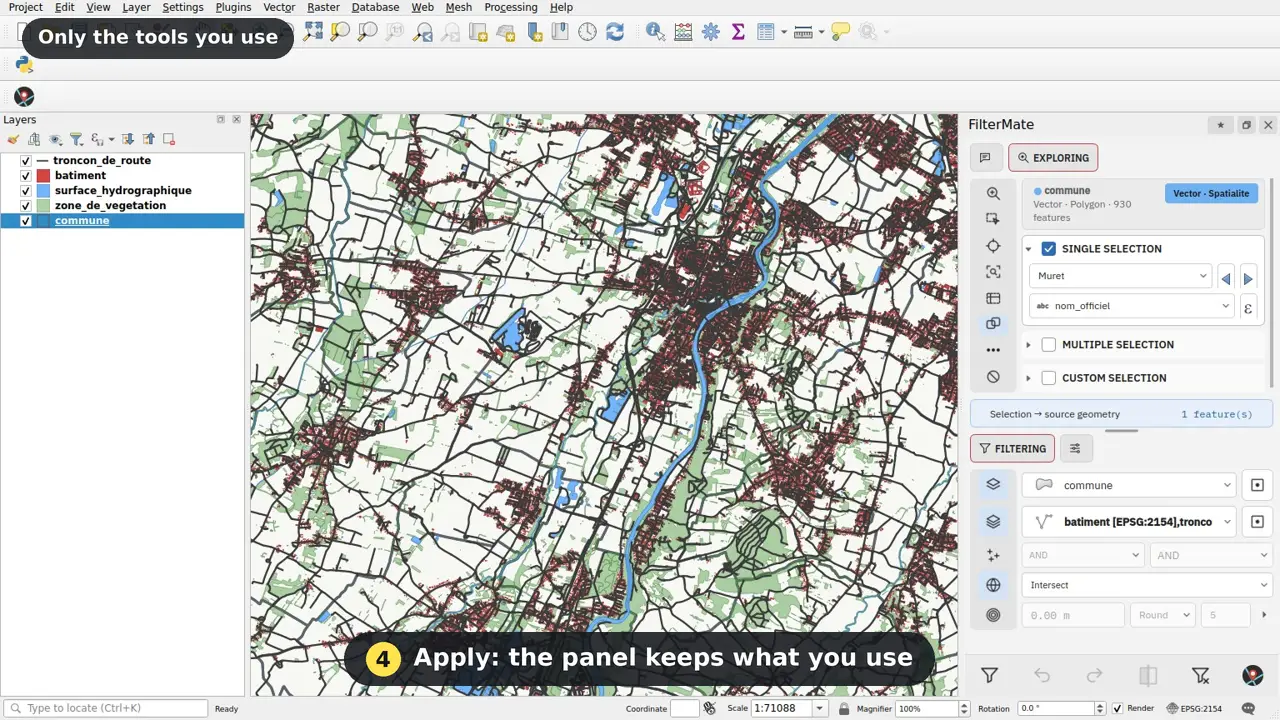 Project Edit View Layer Settings Plugins Vector Raster Database Web Mesh Processing Help
Only the tools you use
Layers
troncon_de_route
batiment
surface_hydrographique
zone_de_vegetation
commune
FilterMate
EXPLORING
commune
Vector · Polygon · 930
features
Vector · Spatialite
SINGLE SELECTION
Muret
abc nom_officiel
ε
MULTIPLE SELECTION
CUSTOM SELECTION
Selection → source geometry 1 feature(s)
FILTERING
commune
batiment [EPSG:2154],tronco
AND AND
Intersect
0.00 m Round 5
4 Apply: the panel keeps what you use
Type to locate (Ctrl+K) Ready Coordinate Scale 1:71088 Magnifier 100% Rotation 0.0 ° Render EPSG:2154